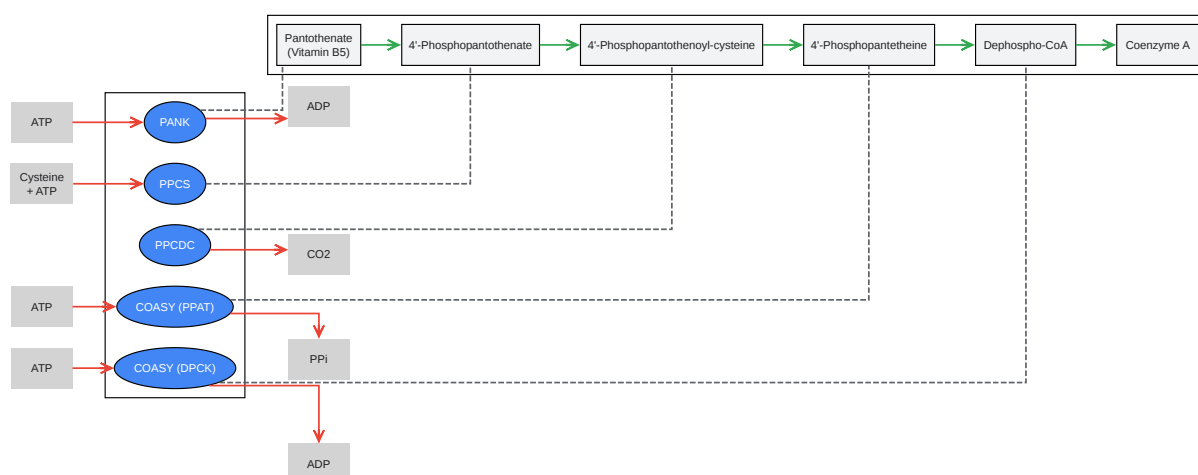 Pantothenate
(Vitamin B5)
4'-Phosphopantothenate
4'-Phosphopantothenoyl-cysteine
4'-Phosphopantetheine
Dephospho-CoA
Coenzyme A
ATP
PANK
ADP
Cysteine
+ ATP
PPCS
PPCDC
CO2
ATP
COASY (PPAT)
PPi
ATP
COASY (DPCK)
ADP